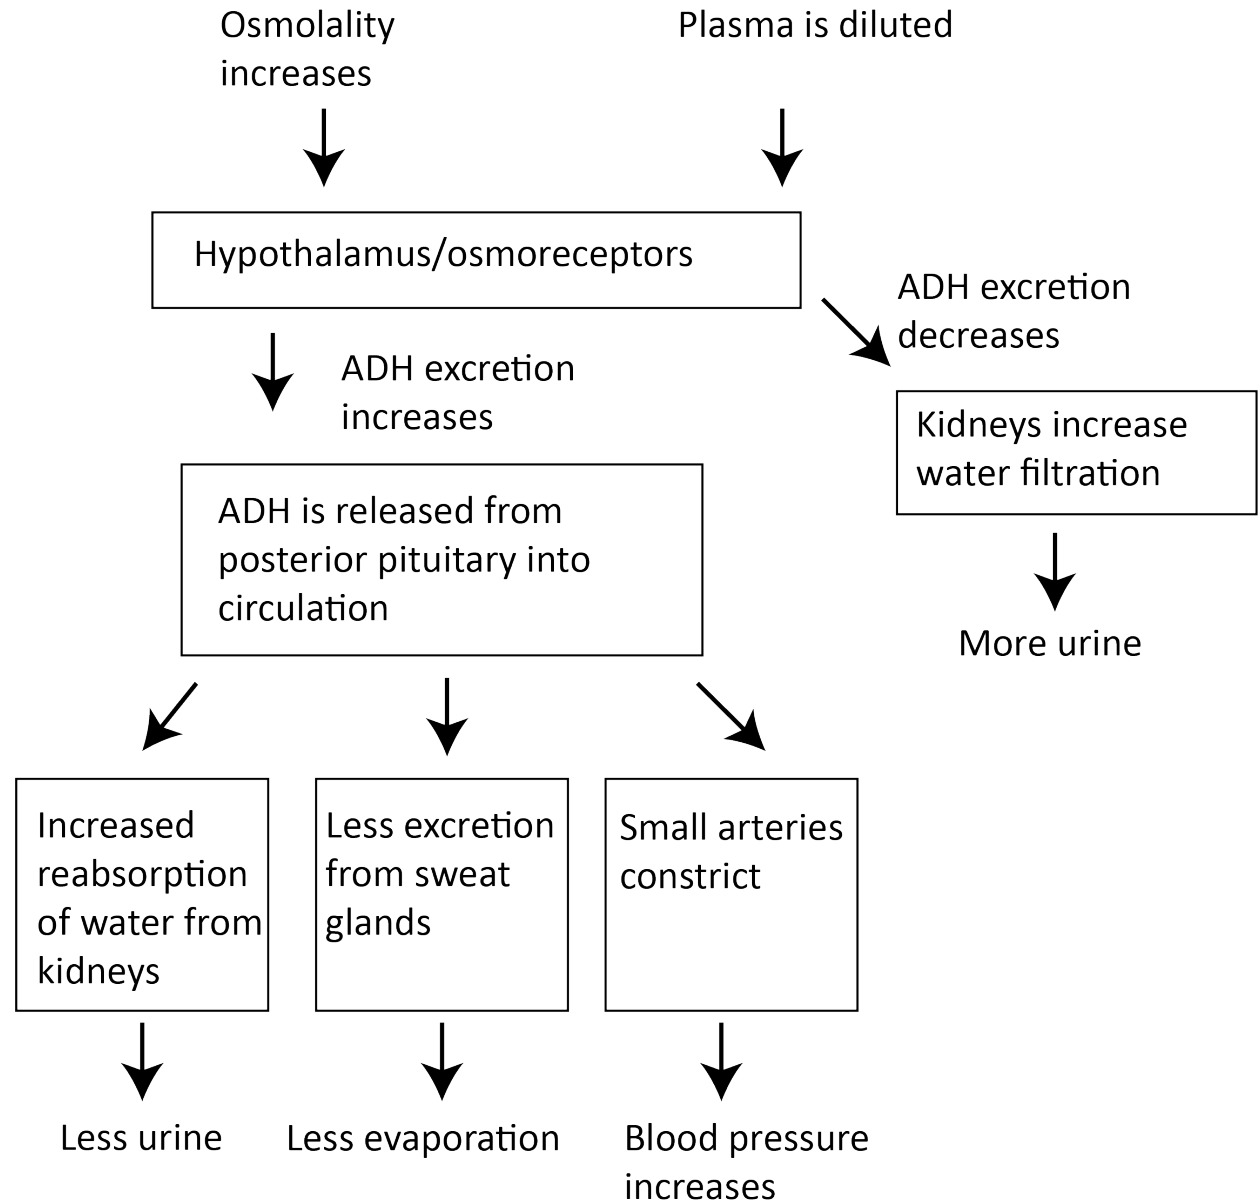 Osmolality
increases
Plasma is diluted
Hypothalamus/osmoreceptors
ADH excretion
decreases
ADH excretion
increases
Kidneys increase
water filtration
ADH is released from
posterior pituitary into
circulation
More urine
Increased
reabsorption
of water from
kidneys
Less excretion
from sweat
glands
Small arteries
constrict
Less urine
Less evaporation
Blood pressure
increases